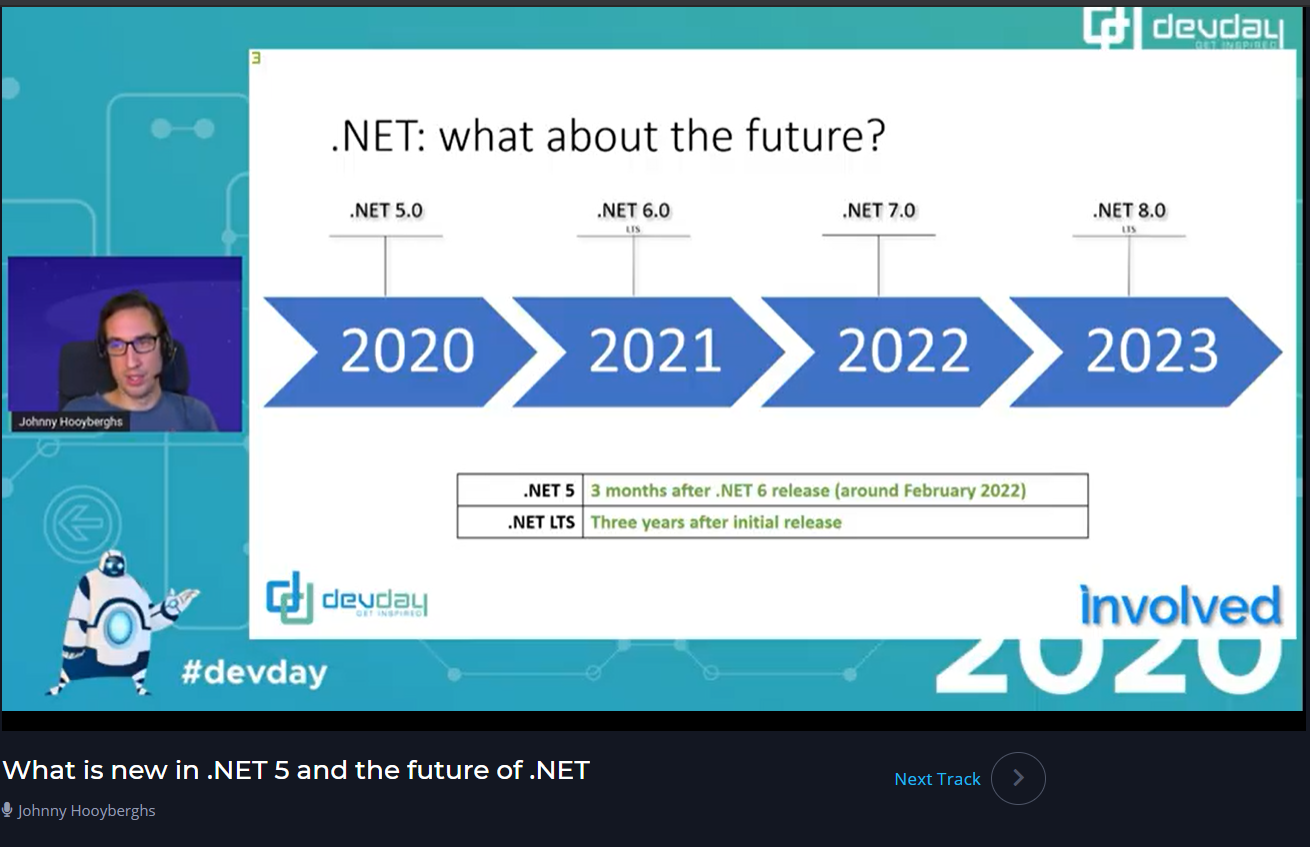 devday
GET INSPIRED
3
.NET: what about the future?
.NET 5.0
.NET 6.0
LTS
.NET 7.0
.NET 8.0
LTS
2020
2021
2022
2023
Johnny Hooyberghs
.NET 5 3 months after .NET 6 release (around February 2022)
.NET LTS Three years after initial release
devday
GET INSPIRED
involved
2020
#devday
What is new in .NET 5 and the future of .NET
Next Track
Johnny Hooyberghs